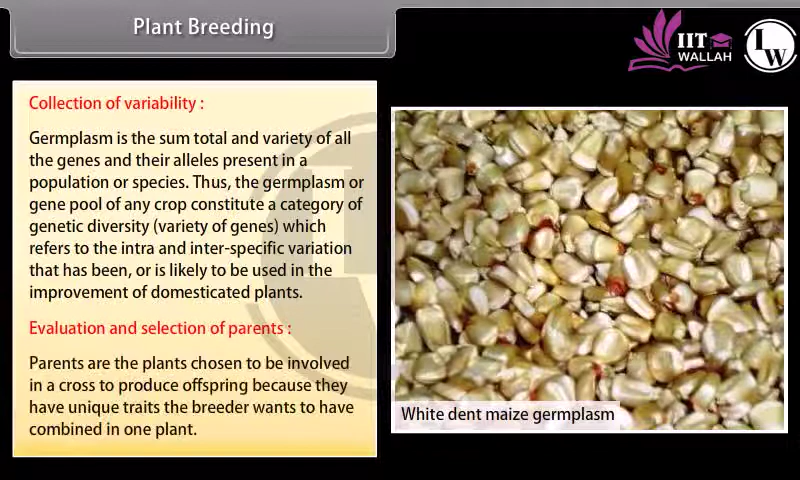 Plant Breeding
IIT
WALLAH
LW
Collection of variability :
Germplasm is the sum total and variety of all
the genes and their alleles present in a
population or species. Thus, the germplasm or
gene pool of any crop constitute a category of
genetic diversity (variety of genes) which
refers to the intra and inter-specific variation
that has been, or is likely to be used in the
improvement of domesticated plants.
Evaluation and selection of parents :
Parents are the plants chosen to be involved
in a cross to produce offspring because they
have unique traits the breeder wants to have
combined in one plant.
White dent maize germplasm